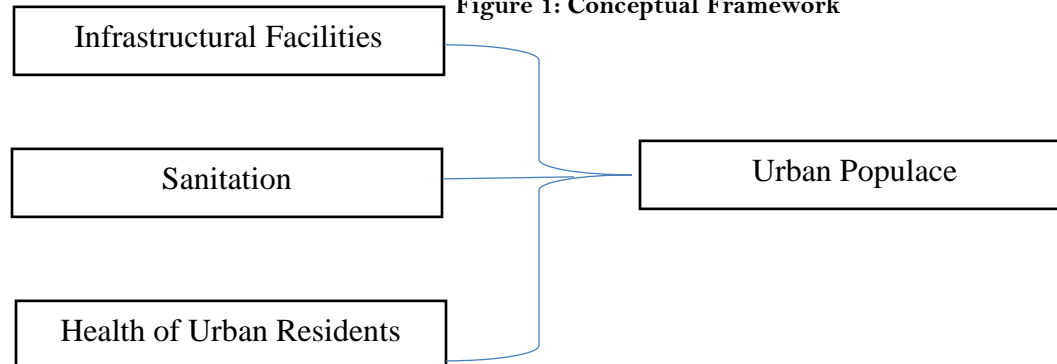 Figure 1: Conceptual Framework
Infrastructural Facilities
Sanitation
Urban Populace
Health of Urban Residents